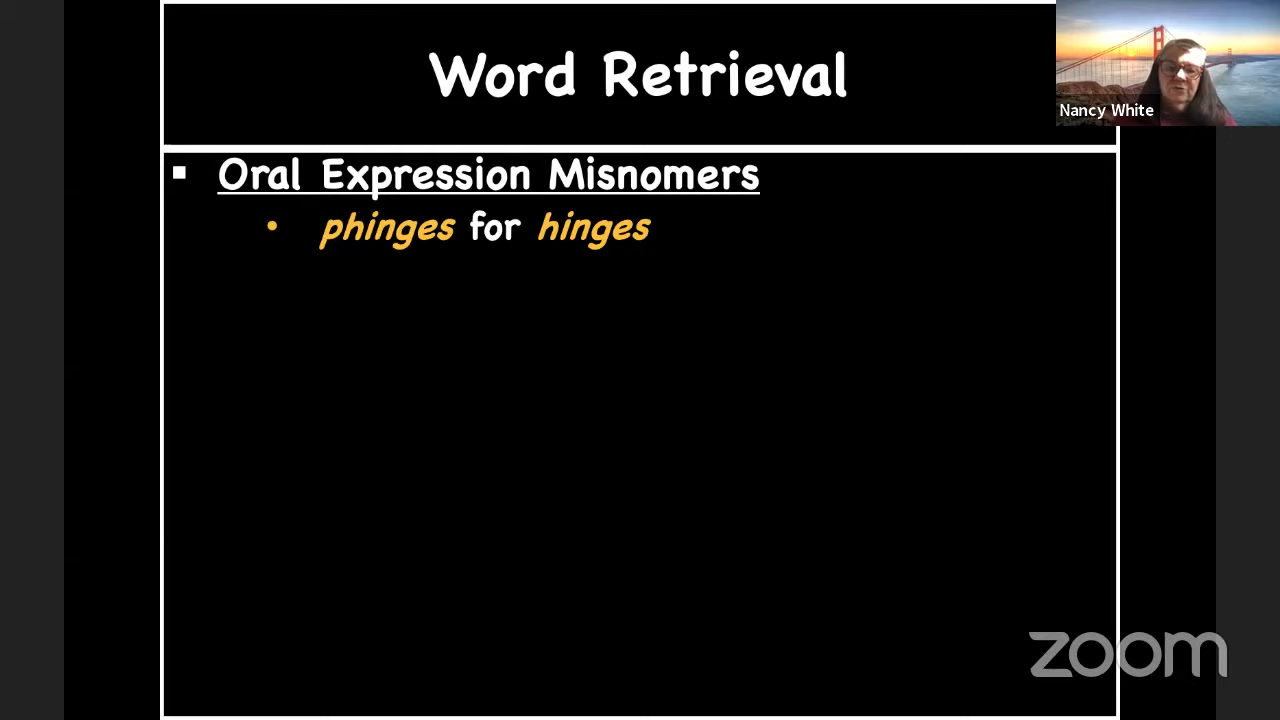 Word Retrieval
Nancy White
▪ Oral Expression Misnomers
• phinges for hinges
zoom